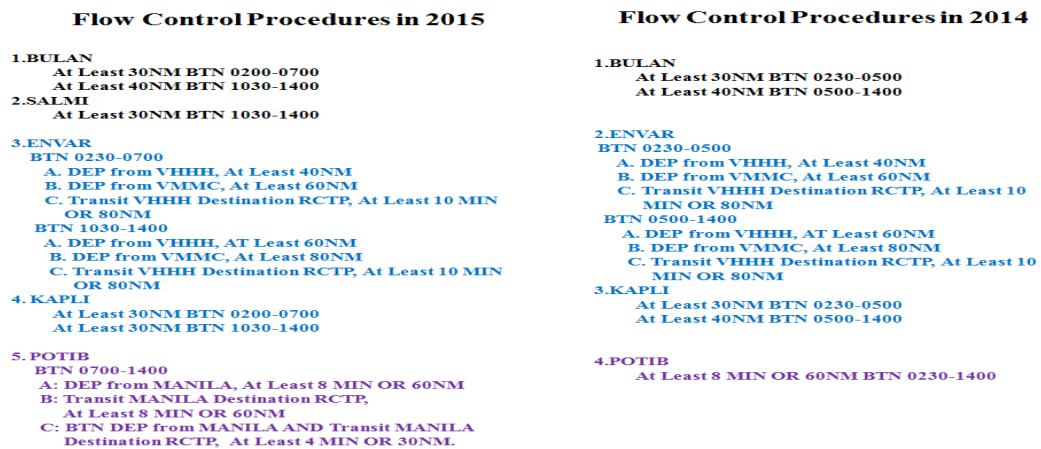 Flow Control Procedures in 2015
1.BULAN
At Least 30NM BTN 0200-0700
At Least 40NM BTN 1030-1400
2.SALMI
At Least 30NM BTN 1030-1400
3.ENVAR
BTN 0230-0700
A. DEP from VHHH, At Least 40NM
B. DEP from VMMC, At Least 60NM
C. Transit VHHH Destination RCTP, At Least 10 MIN
OR 80NM
BTN 1030-1400
A. DEP from VHHH, AT Least 60NM
B. DEP from VMMC, At Least 80NM
C. Transit VHHH Destination RCTP, At Least 10 MIN
OR 80NM
4. KAPLI
At Least 30NM BTN 0200-0700
At Least 30NM BTN 1030-1400
5. POTIB
BTN 0700-1400
A: DEP from MANILA, At Least 8 MIN OR 60NM
B: Transit MANILA Destination RCTP,
At Least 8 MIN OR 60NM
C: BTN DEP from MANILA AND Transit MANILA
Destination RCTP, At Least 4 MIN OR 30NM.
Flow Control Procedures in 2014
1.BULAN
At Least 30NM BTN 0230-0500
At Least 40NM BTN 0500-1400
2.ENVAR
BTN 0230-0500
A. DEP from VHHH, At Least 40NM
B. DEP from VMMC, At Least 60NM
C. Transit VHHH Destination RCTP, At Least 10
MIN OR 80NM
BTN 0500-1400
A. DEP from VHHH, AT Least 60NM
B. DEP from VMMC, At Least 80NM
C. Transit VHHH Destination RCTP, At Least 10
MIN OR 80NM
3.KAPLI
At Least 30NM BTN 0230-0500
At Least 40NM BTN 0500-1400
4.POTIB
At Least 8 MIN OR 60NM BTN 0230-1400